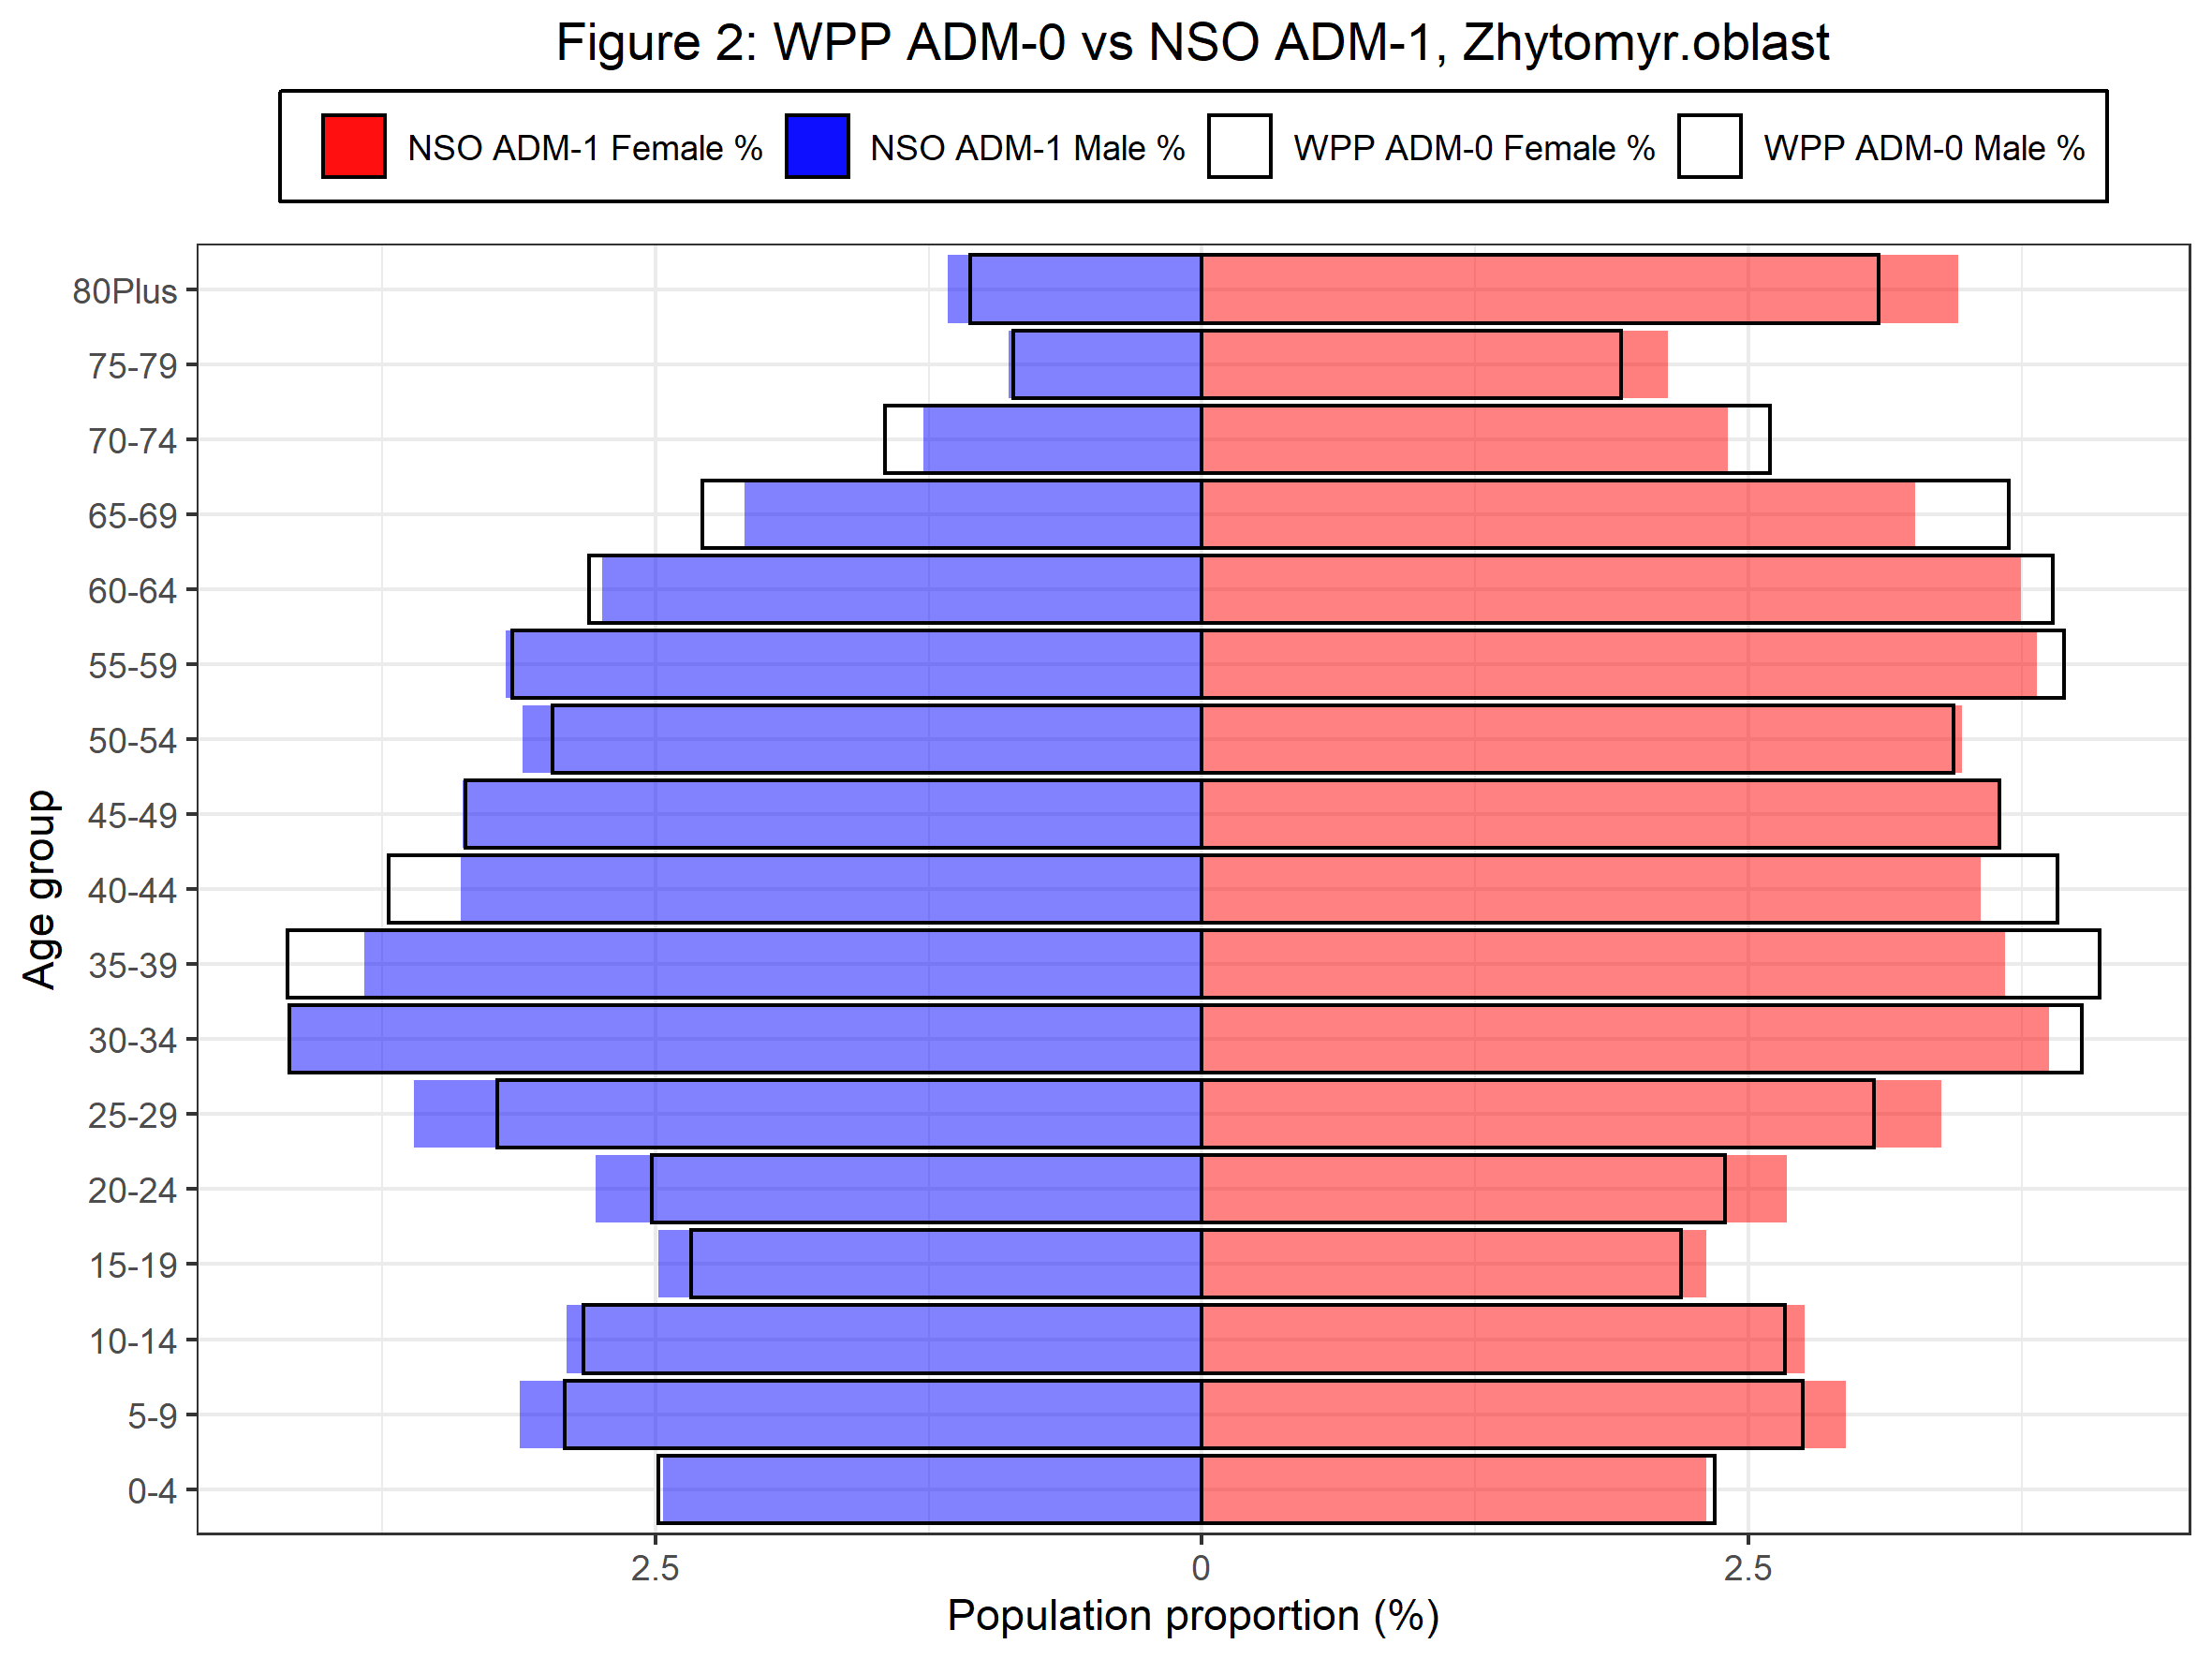 Figure 2: WPP ADM-0 vs NSO ADM-1, Zhytomyr.oblast
NSO ADM-1 Female % NSO ADM-1 Male % WPP ADM-0 Female % WPP ADM-0 Male %
80Plus
75-79
70-74
65-69
60-64
55-59
50-54
45-49
40-44
35-39
30-34
25-29
20-24
15-19
10-14
5-9
0-4
Age group
2.5 0 2.5
Population proportion (%)